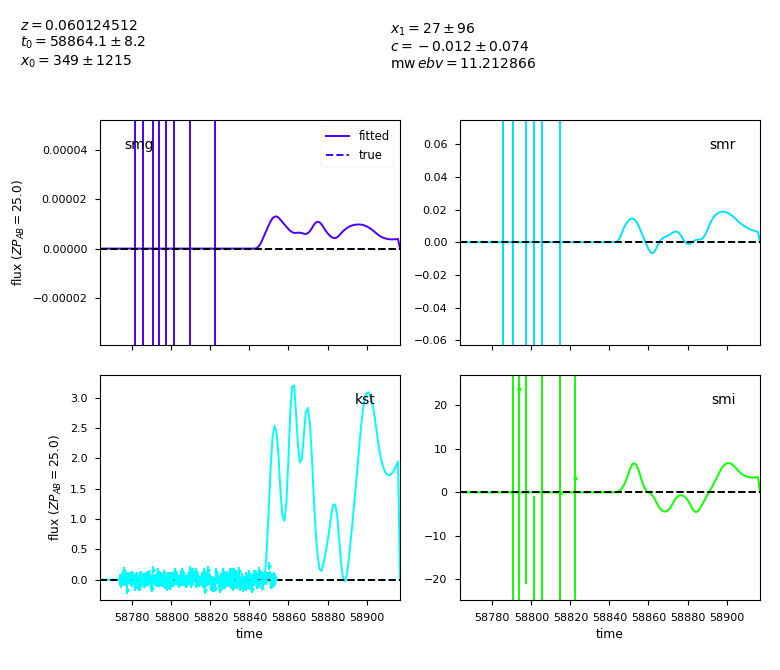 z = 0.060124512
t₀ = 58864.1 ± 8.2
x₀ = 349 ± 1215
x₁ = 27 ± 96
c = −0.012 ± 0.074
mw ebv = 11.212866
smg
fitted
true
0.00004
0.00002
0.00000
−0.00002
flux (ZP_AB = 25.0)
smr
0.06
0.04
0.02
0.00
−0.02
−0.04
−0.06
kst
3.0
2.5
2.0
1.5
1.0
0.5
0.0
flux (ZP_AB = 25.0)
58780 58800 58820 58840 58860 58880 58900
time
smi
20
10
0
−10
−20
58780 58800 58820 58840 58860 58880 58900
time